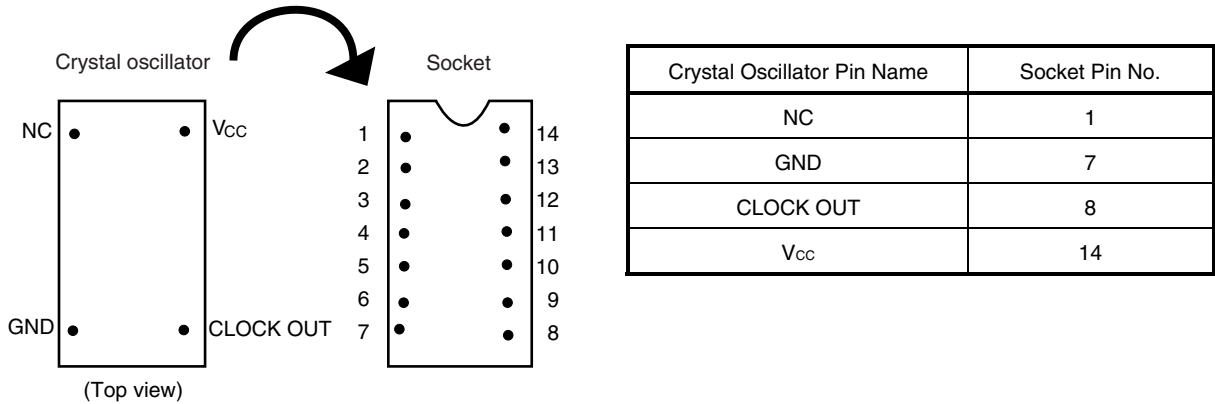 Crystal oscillator
Socket
NC
VCC
GND
CLOCK OUT
(Top view)
1
14
2
13
3
12
4
11
5
10
6
9
7
8
Crystal Oscillator Pin Name Socket Pin No.
NC 1
GND 7
CLOCK OUT 8
VCC 14